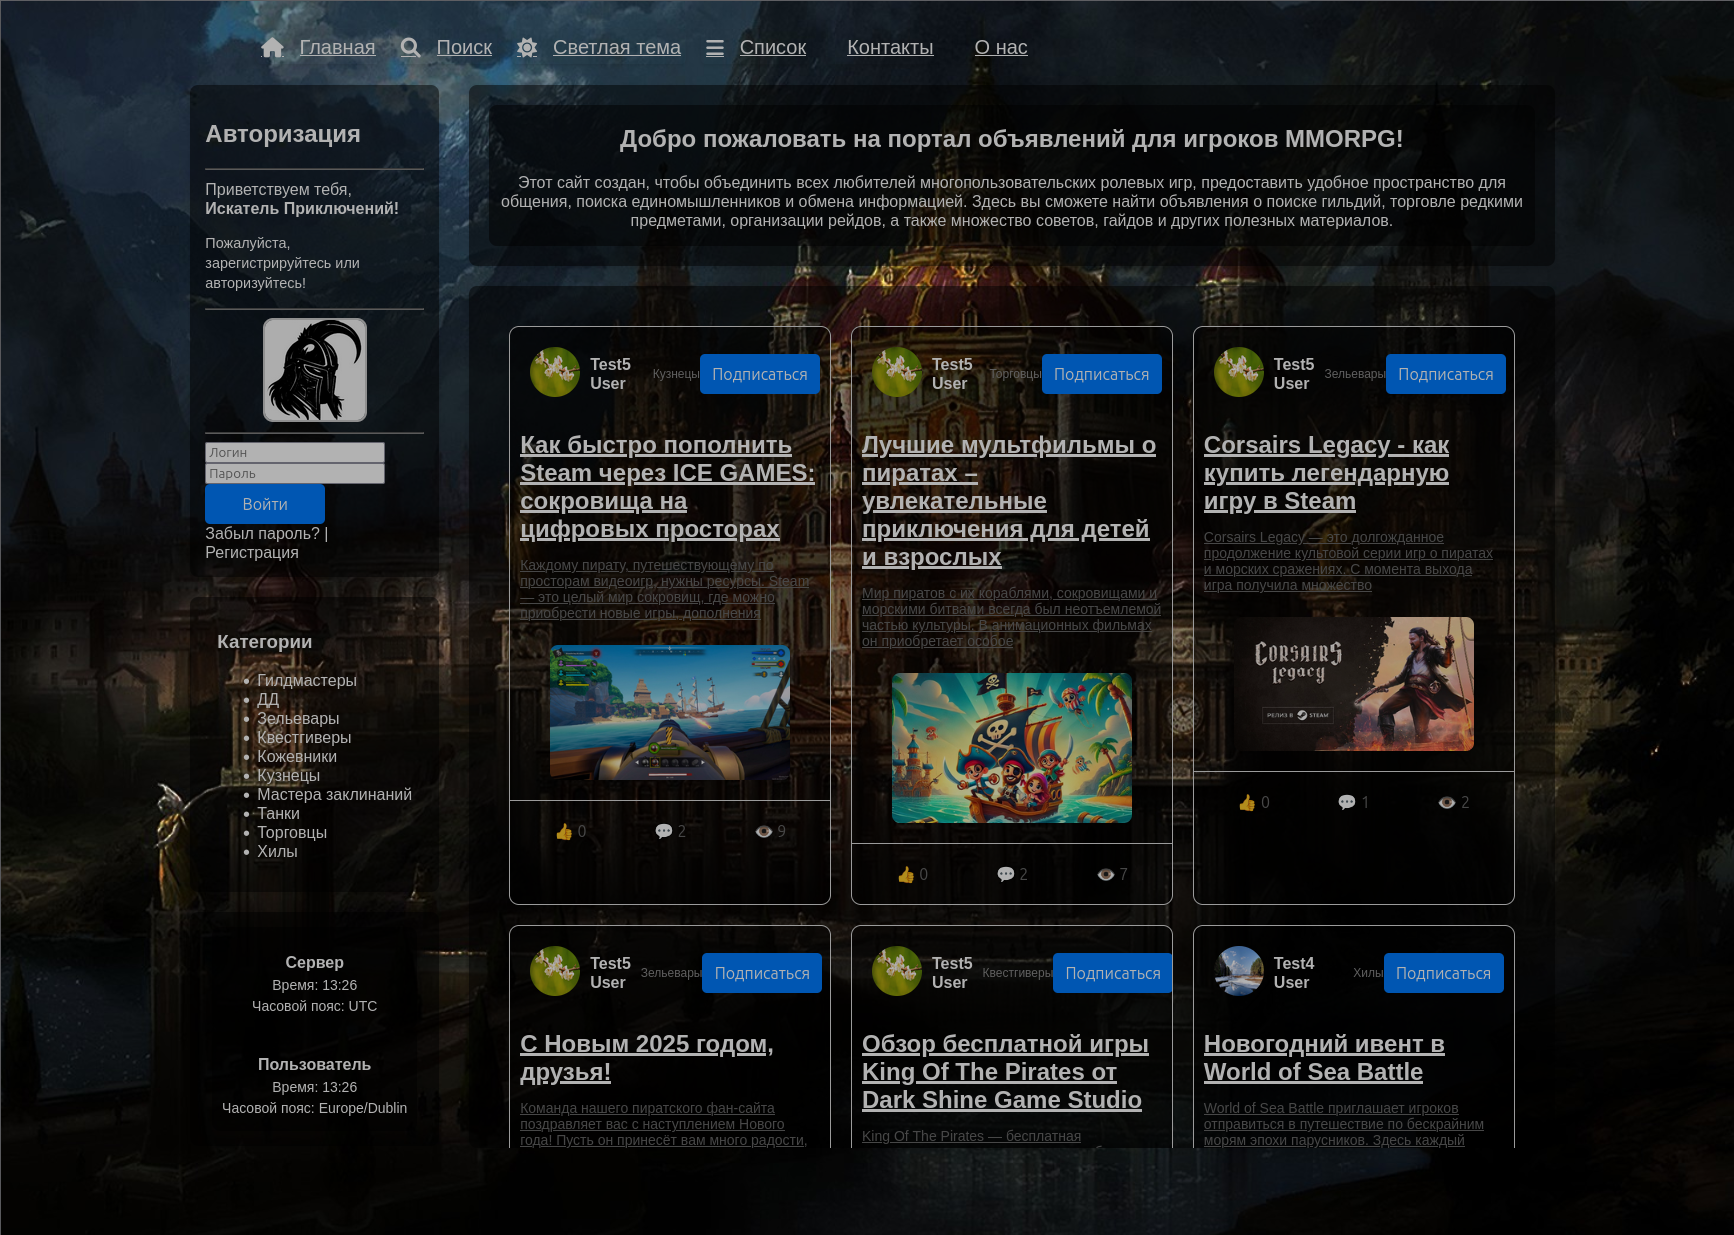 Главная Поиск Светлая тема Список Контакты О нас
Авторизация
Приветствуем тебя,
Искатель Приключений!
Пожалуйста,
зарегистрируйтесь или
авторизуйтесь!
Логин
Пароль
Войти
Забыл пароль? |
Регистрация
Категории
Гилдмастеры
ДД
Зельевары
Квестгиверы
Кожевники
Кузнецы
Мастера заклинаний
Танки
Торговцы
Хилы
Сервер
Время: 13:26
Часовой пояс: UTC
Пользователь
Время: 13:26
Часовой пояс: Europe/Dublin
Добро пожаловать на портал объявлений для игроков MMORPG!
Этот сайт создан, чтобы объединить всех любителей многопользовательских ролевых игр, предоставить удобное пространство для
общения, поиска единомышленников и обмена информацией. Здесь вы сможете найти объявления о поиске гильдий, торговле редкими
предметами, организации рейдов, а также множество советов, гайдов и других полезных материалов.
Test5
User
Кузнецы
Подписаться
Как быстро пополнить
Steam через ICE GAMES:
сокровища на
цифровых просторах
Каждому пирату, путешествующему по
просторам видеоигр, нужны ресурсы. Steam
— это целый мир сокровищ, где можно
приобрести новые игры, дополнения
0 2 9
Test5
User
Торговцы
Подписаться
Лучшие мультфильмы о
пиратах –
увлекательные
приключения для детей
и взрослых
Мир пиратов с их кораблями, сокровищами и
морскими битвами всегда был неотъемлемой
частью культуры. В анимационных фильмах
он приобретает особое
0 2 7
Test5
User
Зельевары
Подписаться
Corsairs Legacy - как
купить легендарную
игру в Steam
Corsairs Legacy — это долгожданное
продолжение культовой серии игр о пиратах
и морских сражениях. С момента выхода
игра получила множество
CORSAIRS
Legacy
РЕЛИЗ В STEAM
0 1 2
Test5
User
Зельевары
Подписаться
С Новым 2025 годом,
друзья!
Команда нашего пиратского фан-сайта
поздравляет вас с наступлением Нового
года! Пусть он принесёт вам много радости,
Test5
User
Квестгиверы
Подписаться
Обзор бесплатной игры
King Of The Pirates от
Dark Shine Game Studio
King Of The Pirates — бесплатная
Test4
User
Хилы
Подписаться
Новогодний ивент в
World of Sea Battle
World of Sea Battle приглашает игроков
отправиться в путешествие по бескрайним
морям эпохи парусников. Здесь каждый